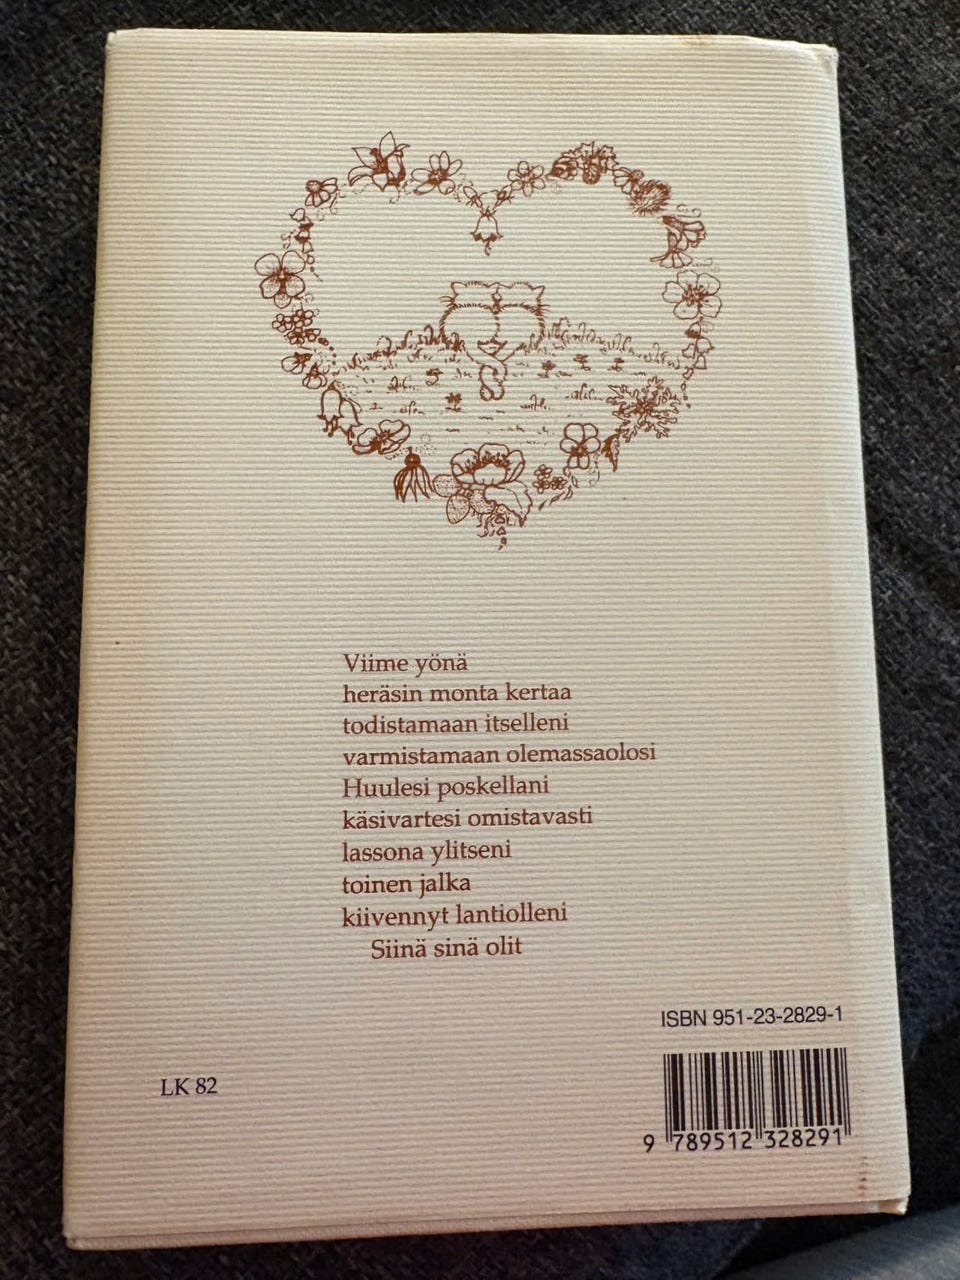 Viime yönä
heräsin monta kertaa
todistamaan itselleni
varmistamaan olemassaolosi
Huulesi poskellani
käsivartesi omistavasti
lassona ylitseni
toinen jalka
kiivennyt lantiolleni
Siinä sinä olit
ISBN 951-23-2829-1
LK 82
9 789512 328291